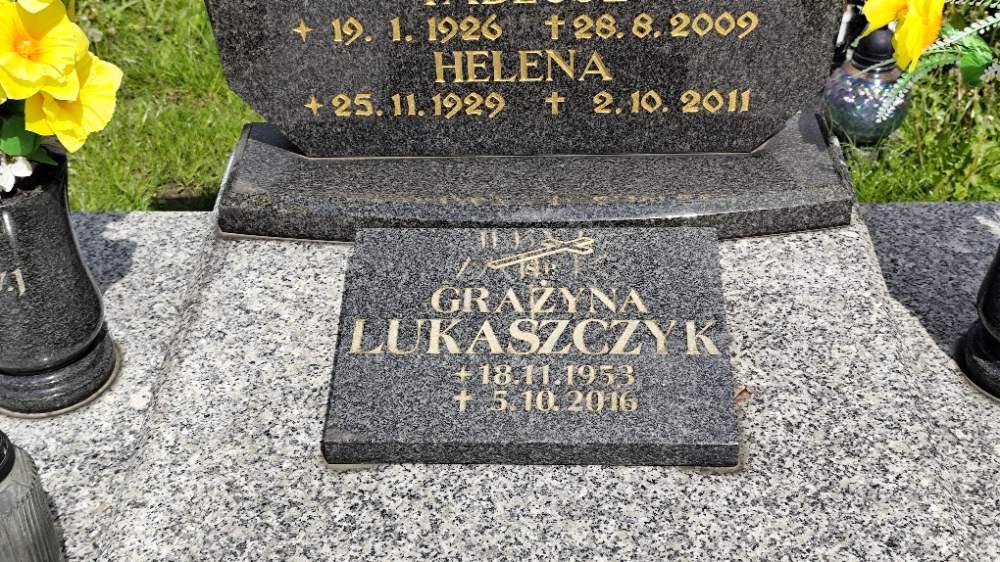 ✦ 19. 1. 1926 ✝ 28. 8. 2009
HELENA
✦ 25. 11. 1929 ✝ 2. 10. 2011
GRAŻYNA
LUKASZCZYK
+ 18.11.1953
✝ 5.10.2016